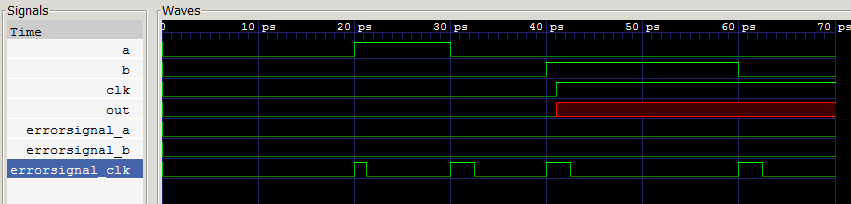 Signals
Waves
Time
0 10 ps 20 ps 30 ps 40 ps 50 ps 60 ps 70 ps
a
b
clk
out
errorsignal_a
errorsignal_b
errorsignal_clk